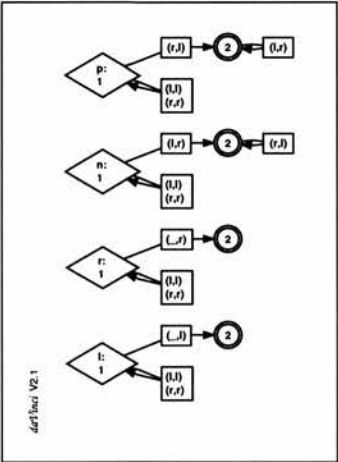 (r,l)
2
(l,r)
p:
1
(l,l)
(r,r)
(l,r)
2
(r,l)
n:
1
(l,l)
(r,r)
(_,r)
2
r:
1
(l,l)
(r,r)
(_,l)
2
l:
1
(l,l)
(r,r)
daVinci V2.1